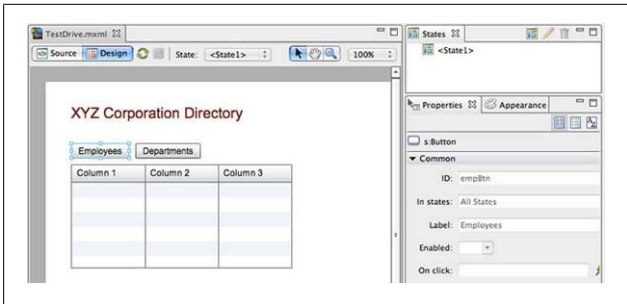 TestDrive.mxml
Source Design State: <State1> 100%
XYZ Corporation Directory
Employees Departments
Column 1 Column 2 Column 3
States
<State1>
Properties Appearance
s:Button
Common
ID: empBtn
In states: All States
Label: Employees
Enabled:
On click: